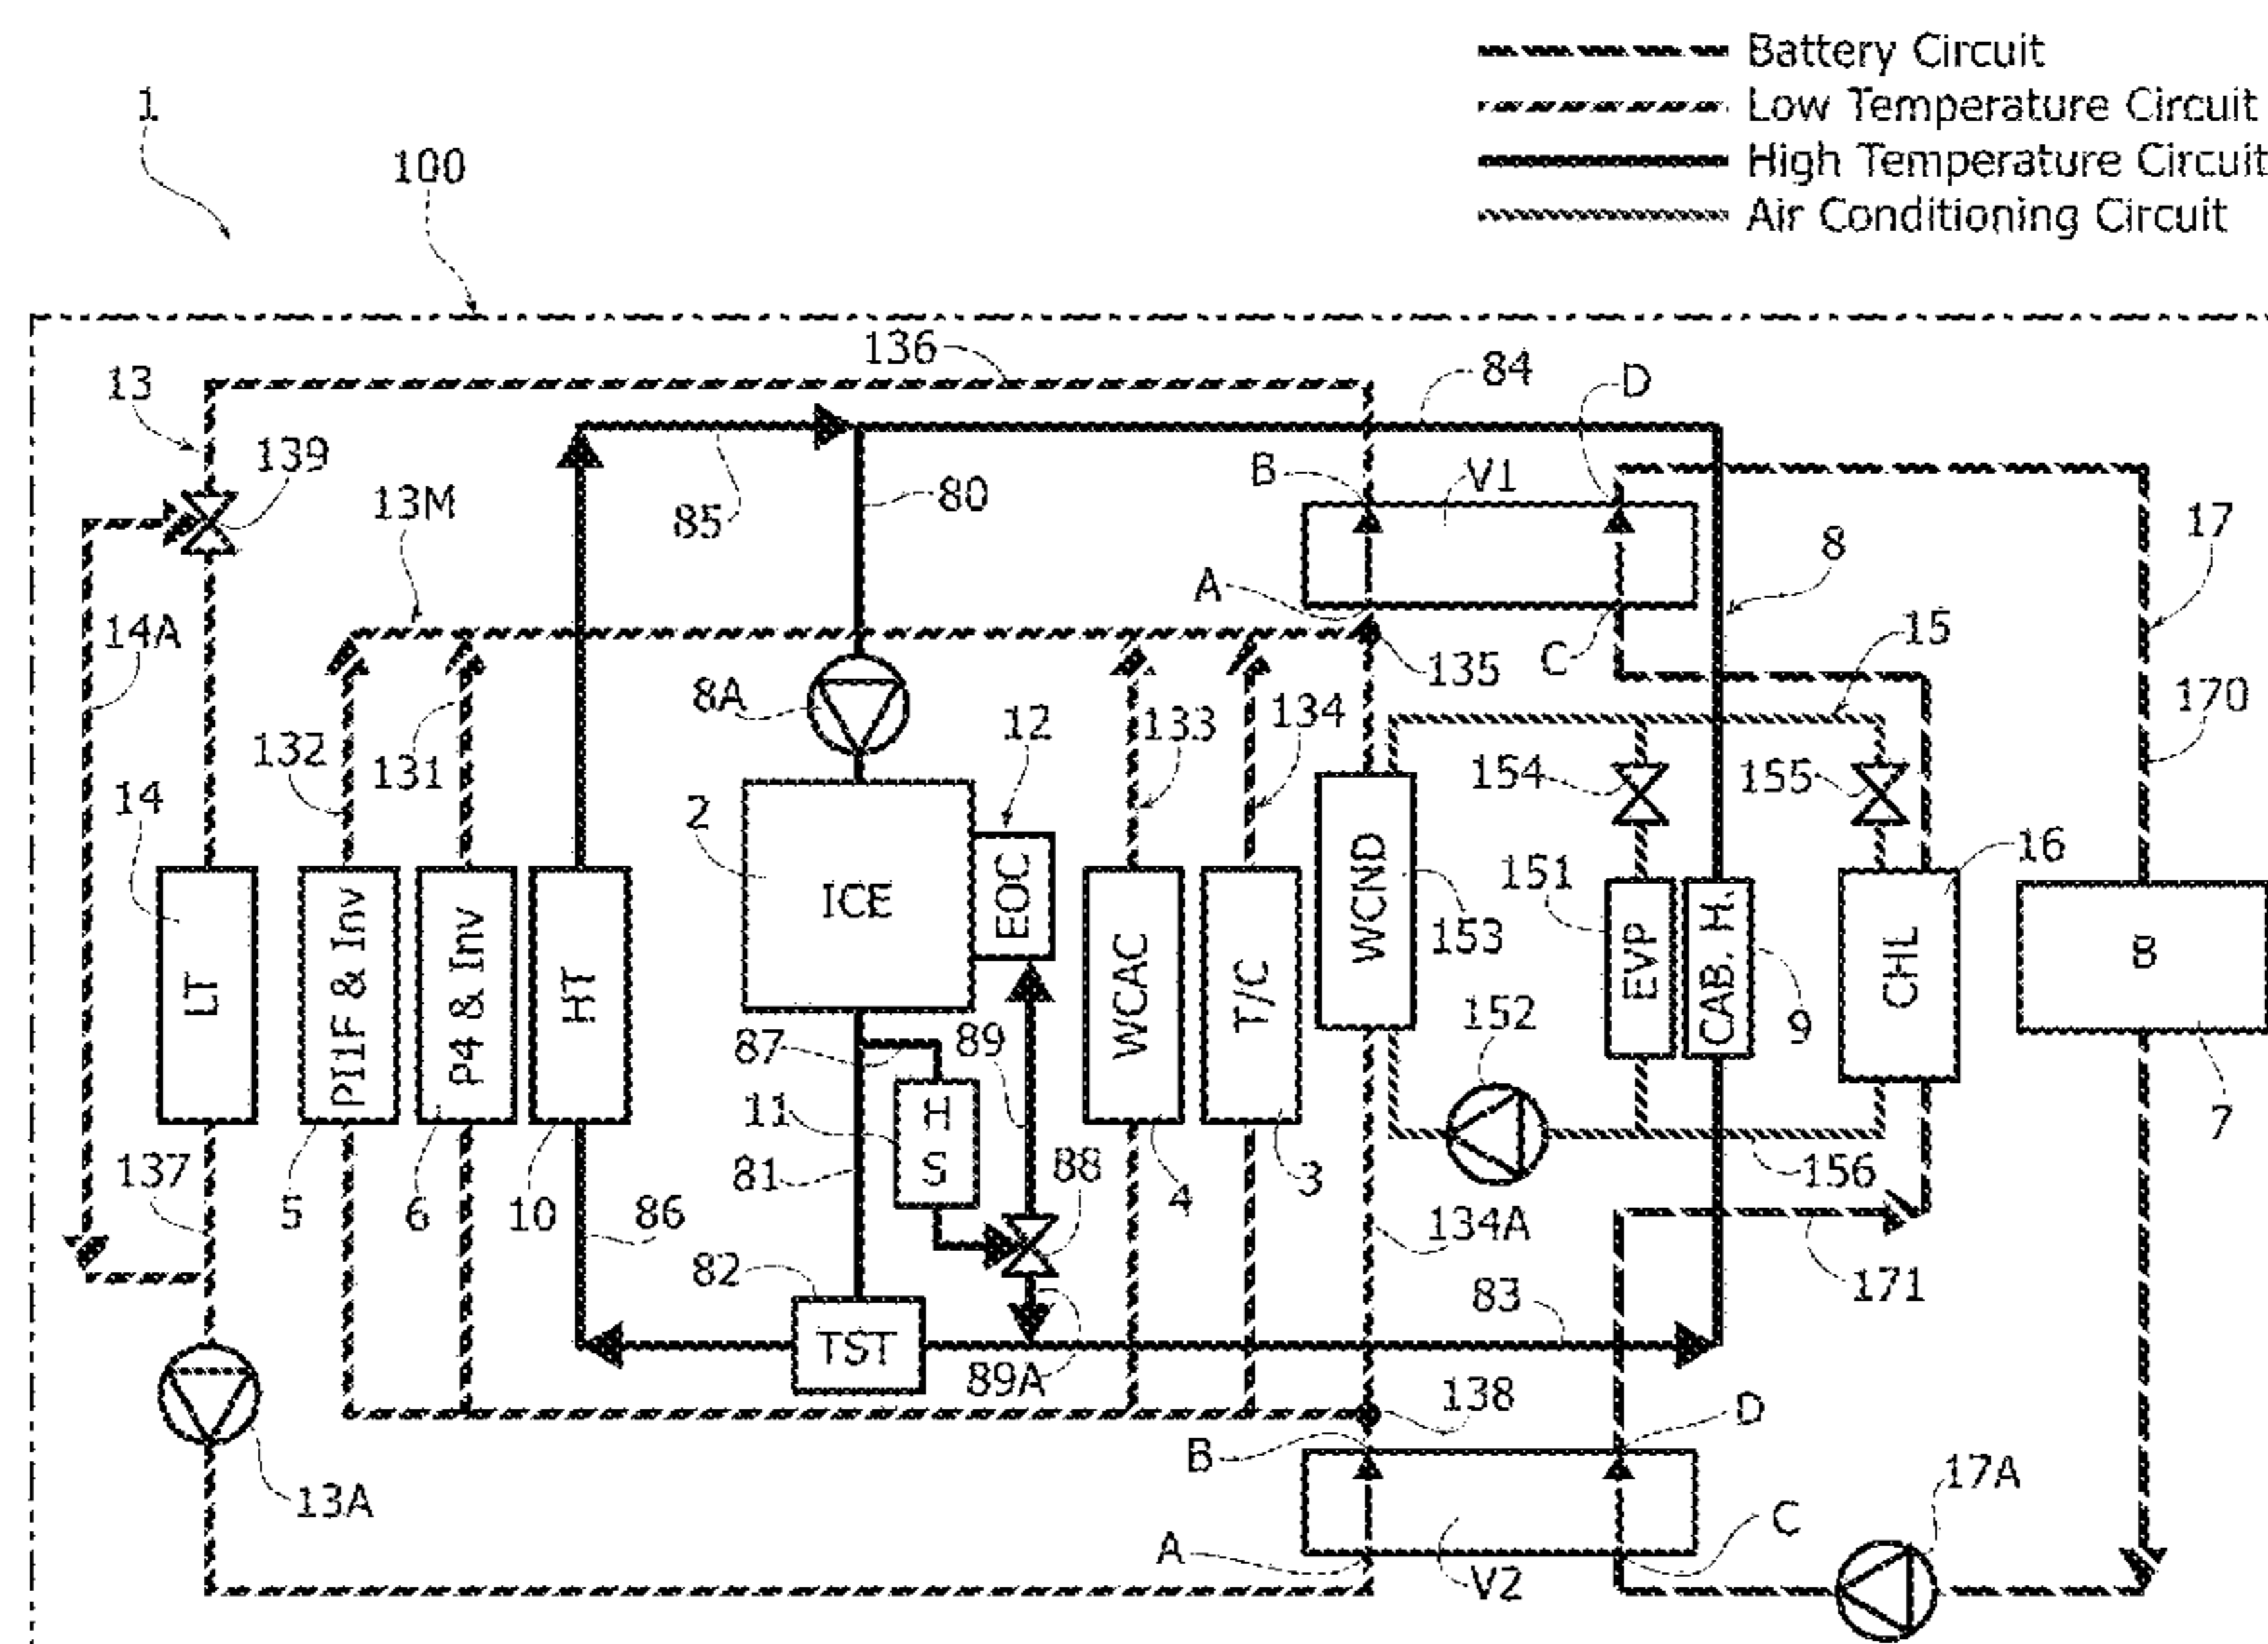 Battery Circuit
Low Temperature Circuit
High Temperature Circuit
Air Conditioning Circuit
1
100
136
84
D
13
139
B
V1
13M
85
80
17
8
A
14A
135
C
15
8A
12
133
134
170
132
131
154
155
14
2
16
ICE
EOC
WCND
153
151
LT
P11F & Inv
P4 & Inv
HT
WCAC
T/C
EVP
CAB. H.
CHL
B
152
9
87
89
11
H
S
88
7
137
81
4
3
156
5
6
10
86
134A
82
171
83
TST
89A
138
D
B
17A
13A
A
C
V2